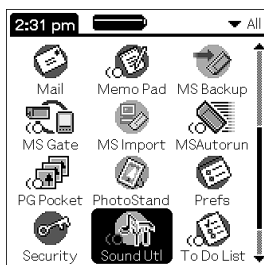 2:31 pm All
Mail Memo Pad MS Backup
MS Gate MS Import MSAutorun
PG Pocket PhotoStand Prefs
Security Sound Utl To Do List